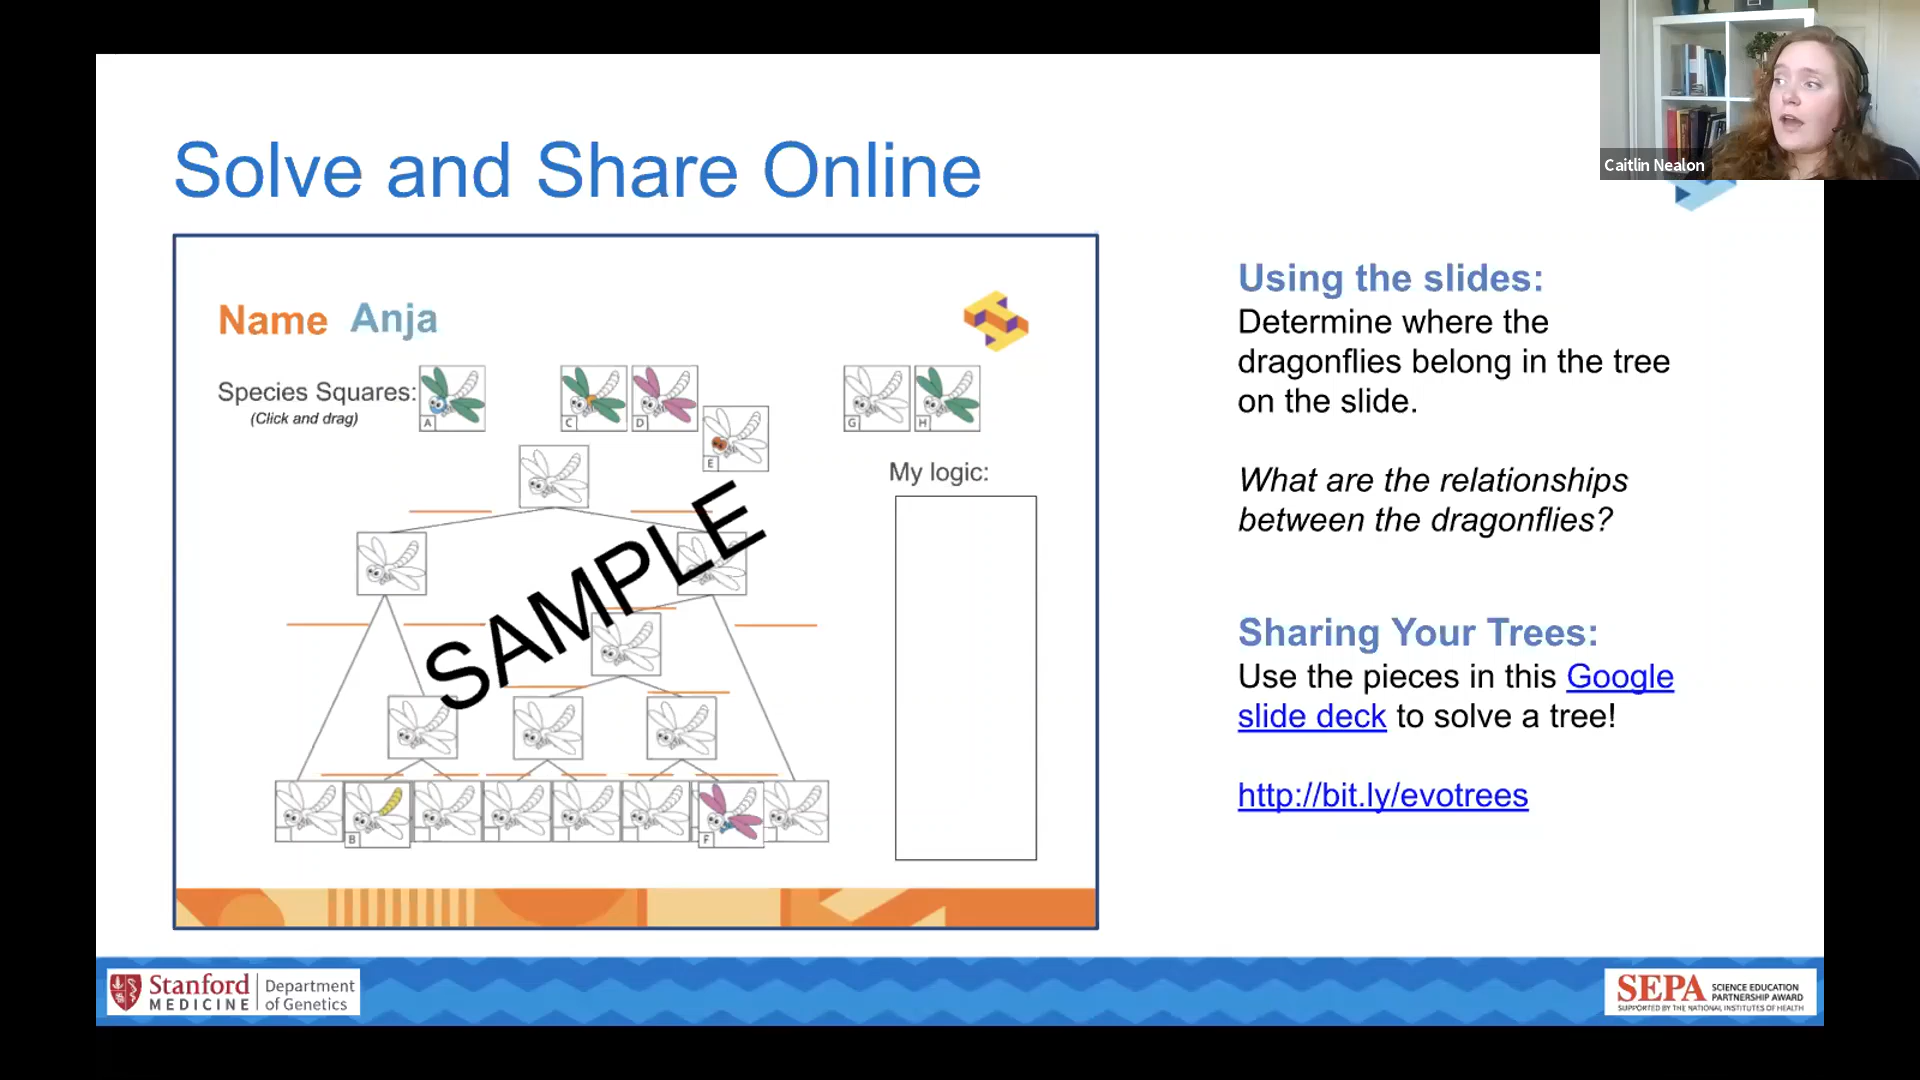 Caitlin Nealon
Solve and Share Online
Name Anja
Species Squares:
(Click and drag)
A
C
D
E
G
H
My logic:
SAMPLE
B
F
Using the slides:
Determine where the
dragonflies belong in the tree
on the slide.
What are the relationships
between the dragonflies?
Sharing Your Trees:
Use the pieces in this Google
slide deck to solve a tree!
http://bit.ly/evotrees
Stanford
MEDICINE
Department
of Genetics
SEPA
SCIENCE EDUCATION
PARTNERSHIP AWARD
SUPPORTED BY THE NATIONAL INSTITUTES OF HEALTH